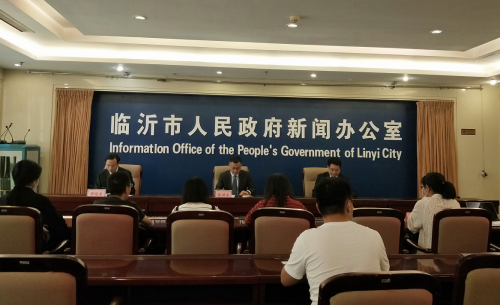 临沂市人民政府新闻办公室
Information Office of the People's Government of Linyi City